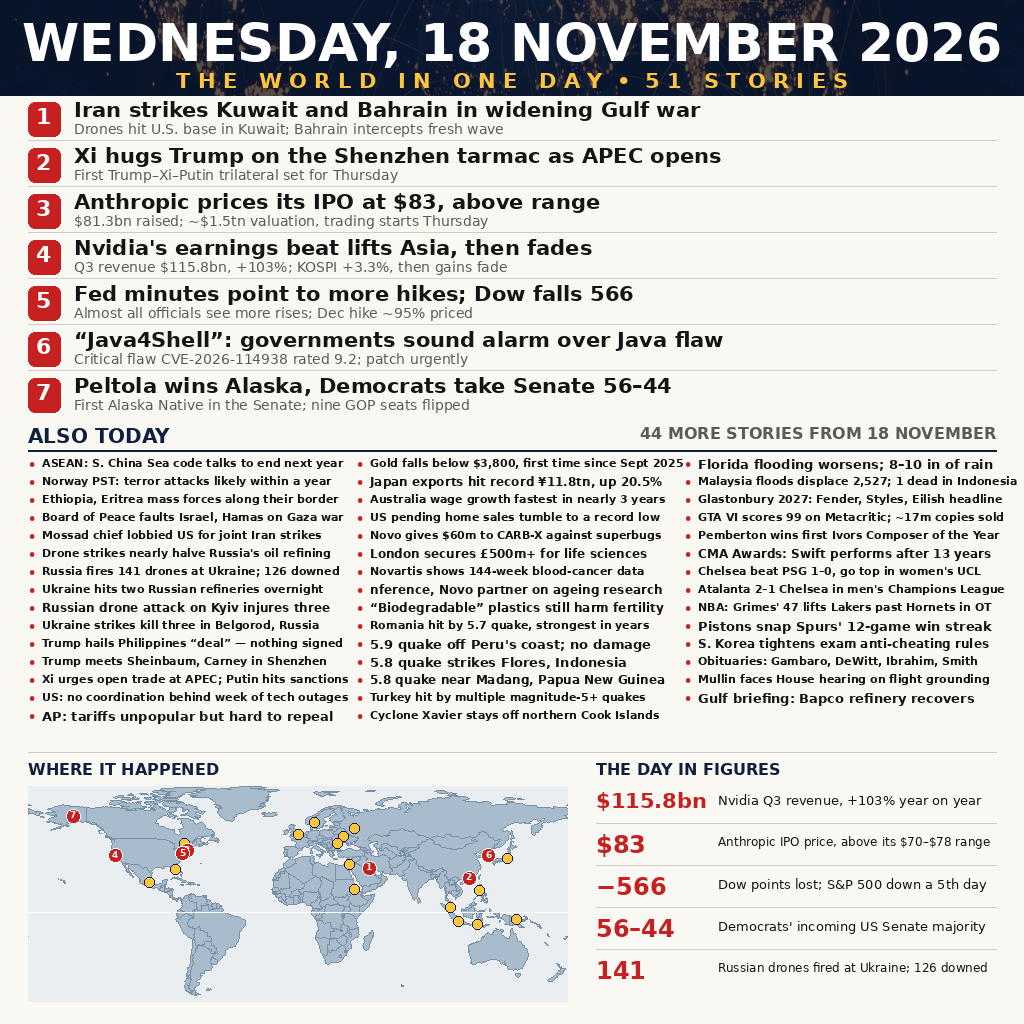 WEDNESDAY, 18 NOVEMBER 2026
THE WORLD IN ONE DAY • 51 STORIES
1
Iran strikes Kuwait and Bahrain in widening Gulf war
Drones hit U.S. base in Kuwait; Bahrain intercepts fresh wave
2
Xi hugs Trump on the Shenzhen tarmac as APEC opens
First Trump–Xi–Putin trilateral set for Thursday
3
Anthropic prices its IPO at $83, above range
$81.3bn raised; ~$1.5tn valuation, trading starts Thursday
4
Nvidia's earnings beat lifts Asia, then fades
Q3 revenue $115.8bn, +103%; KOSPI +3.3%, then gains fade
5
Fed minutes point to more hikes; Dow falls 566
Almost all officials see more rises; Dec hike ~95% priced
6
“Java4Shell”: governments sound alarm over Java flaw
Critical flaw CVE-2026-114938 rated 9.2; patch urgently
7
Peltola wins Alaska, Democrats take Senate 56–44
First Alaska Native in the Senate; nine GOP seats flipped
ALSO TODAY
44 MORE STORIES FROM 18 NOVEMBER
• ASEAN: S. China Sea code talks to end next year
• Norway PST: terror attacks likely within a year
• Ethiopia, Eritrea mass forces along their border
• Board of Peace faults Israel, Hamas on Gaza war
• Mossad chief lobbied US for joint Iran strikes
• Drone strikes nearly halve Russia's oil refining
• Russia fires 141 drones at Ukraine; 126 downed
• Ukraine hits two Russian refineries overnight
• Russian drone attack on Kyiv injures three
• Ukraine strikes kill three in Belgorod, Russia
• Trump hails Philippines “deal” — nothing signed
• Trump meets Sheinbaum, Carney in Shenzhen
• Xi urges open trade at APEC; Putin hits sanctions
• US: no coordination behind week of tech outages
• AP: tariffs unpopular but hard to repeal
• Gold falls below $3,800, first time since Sept 2025
• Japan exports hit record ¥11.8tn, up 20.5%
• Australia wage growth fastest in nearly 3 years
• US pending home sales tumble to a record low
• Novo gives $60m to CARB-X against superbugs
• London secures £500m+ for life sciences
• Novartis shows 144-week blood-cancer data
• nference, Novo partner on ageing research
• “Biodegradable” plastics still harm fertility
• Romania hit by 5.7 quake, strongest in years
• 5.9 quake off Peru's coast; no damage
• 5.8 quake strikes Flores, Indonesia
• 5.8 quake near Madang, Papua New Guinea
• Turkey hit by multiple magnitude-5+ quakes
• Cyclone Xavier stays off northern Cook Islands
• Florida flooding worsens; 8–10 in of rain
• Malaysia floods displace 2,527; 1 dead in Indonesia
• Glastonbury 2027: Fender, Styles, Eilish headline
• GTA VI scores 99 on Metacritic; ~17m copies sold
• Pemberton wins first Ivors Composer of the Year
• CMA Awards: Swift performs after 13 years
• Chelsea beat PSG 1–0, go top in women's UCL
• Atalanta 2–1 Chelsea in men's Champions League
• NBA: Grimes' 47 lifts Lakers past Hornets in OT
• Pistons snap Spurs' 12-game win streak
• S. Korea tightens exam anti-cheating rules
• Obituaries: Gambaro, DeWitt, Ibrahim, Smith
• Mullin faces House hearing on flight grounding
• Gulf briefing: Bapco refinery recovers
WHERE IT HAPPENED
7
4
5
1
6
2
THE DAY IN FIGURES
$115.8bn Nvidia Q3 revenue, +103% year on year
$83 Anthropic IPO price, above its $70–$78 range
−566 Dow points lost; S&P 500 down a 5th day
56–44 Democrats' incoming US Senate majority
141 Russian drones fired at Ukraine; 126 downed